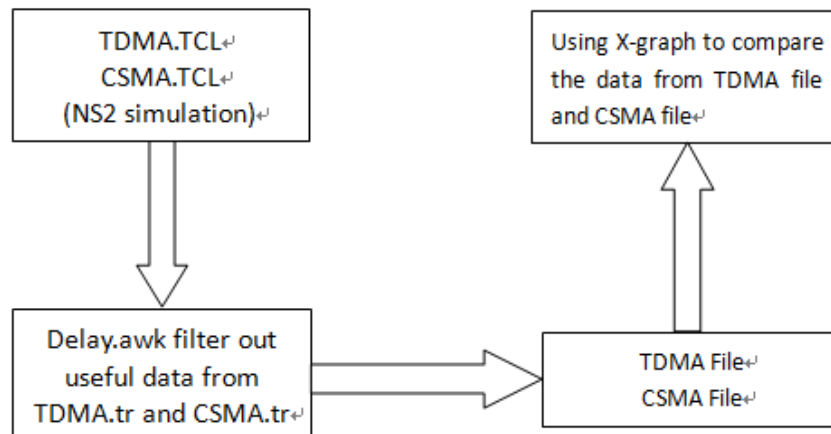 TDMA.TCL↵
CSMA.TCL↵
(NS2 simulation)↵
Delay.awk filter out
useful data from
TDMA.tr and CSMA.tr↵
TDMA File↵
CSMA File↵
Using X-graph to compare
the data from TDMA file
and CSMA file↵